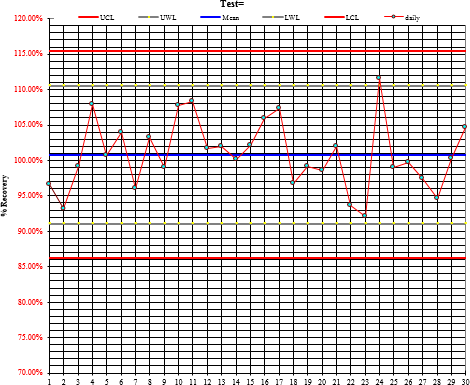 Test=
UCL UWL Mean LWL LCL daily
120.00%
115.00%
110.00%
105.00%
100.00%
95.00%
90.00%
85.00%
80.00%
75.00%
70.00%
% Recovery
1 2 3 4 5 6 7 8 9 10 11 12 13 14 15 16 17 18 19 20 21 22 23 24 25 26 27 28 29 30